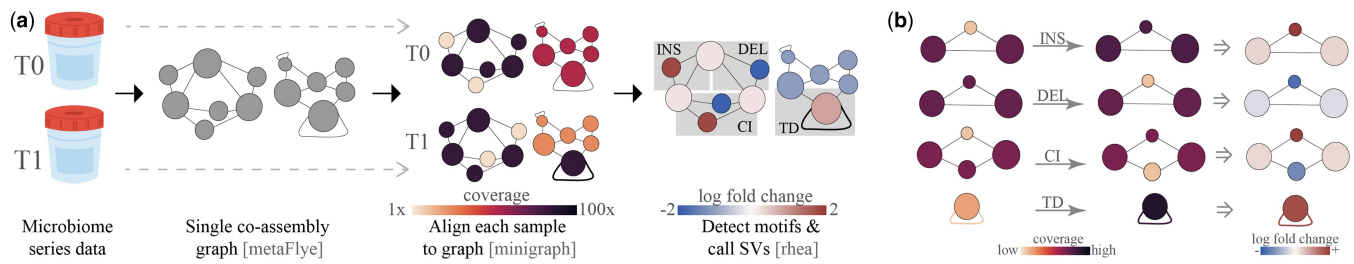 (a)
T0
T1
Microbiome
series data
Single co-assembly
graph [metaFlye]
T0
T1
coverage
1x
100x
Align each sample
to graph [minigraph]
INS
DEL
CI
TD
log fold change
-2
2
Detect motifs &
call SVs [rhea]
(b)
INS
DEL
CI
TD
coverage
low
high
log fold change
-
+